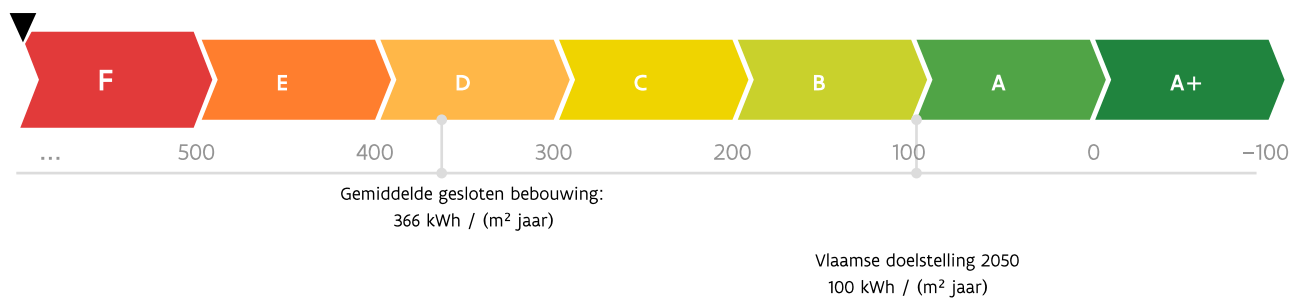 F E D C B A A+
... 500 400 300 200 100 0 −100
Gemiddelde gesloten bebouwing:
366 kWh / (m² jaar)
Vlaamse doelstelling 2050
100 kWh / (m² jaar)